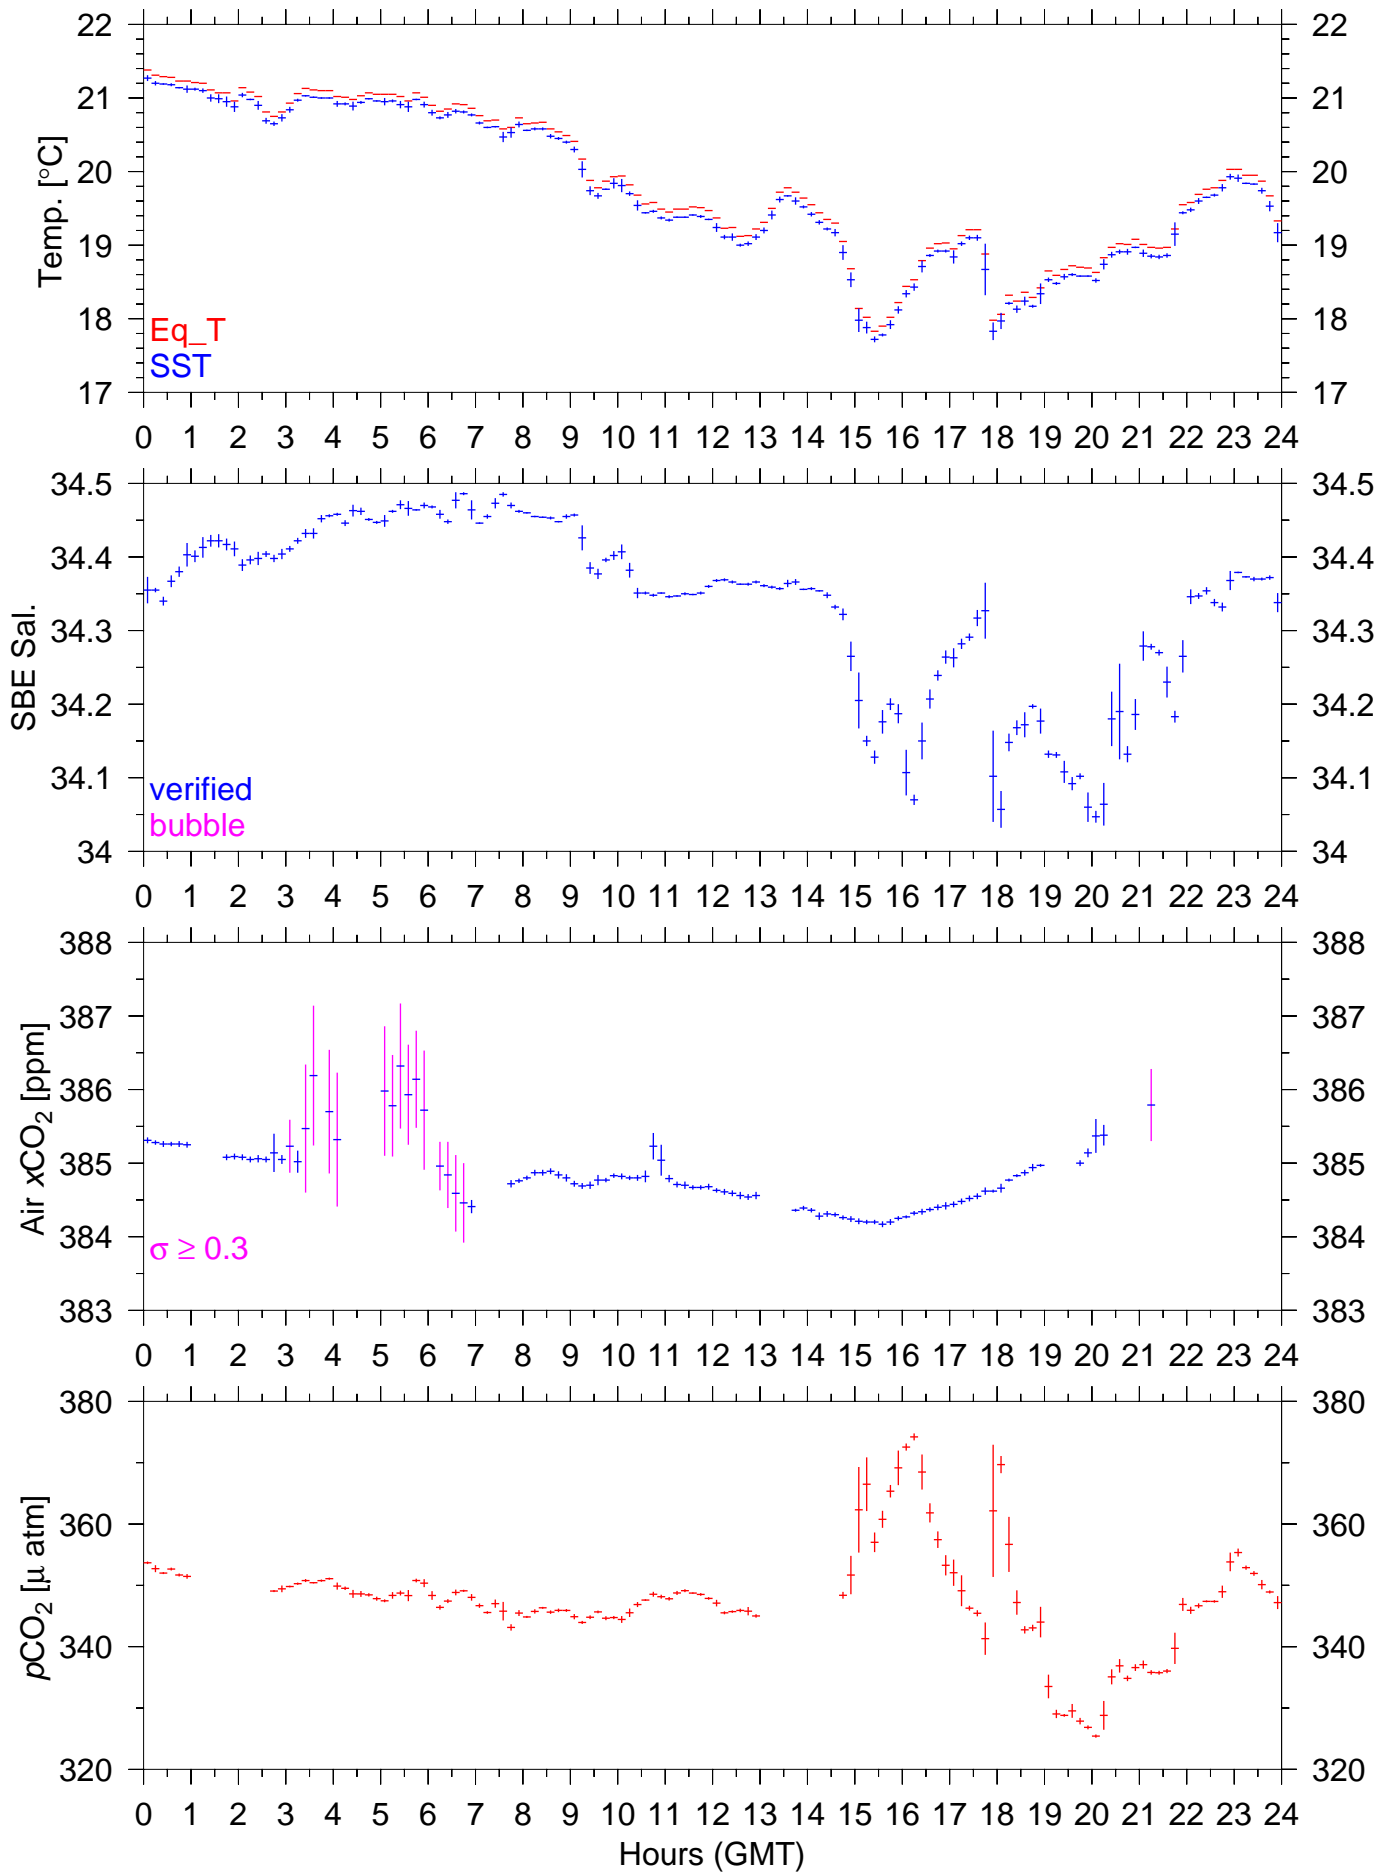 22 22
21 21
20 20
19 19
18 18
17 17
Temp. [°C]
Eq_T
SST
0 1 2 3 4 5 6 7 8 9 10 11 12 13 14 15 16 17 18 19 20 21 22 23 24
34.5 34.5
34.4 34.4
34.3 34.3
34.2 34.2
34.1 34.1
34 34
SBE Sal.
verified
bubble
0 1 2 3 4 5 6 7 8 9 10 11 12 13 14 15 16 17 18 19 20 21 22 23 24
388 388
387 387
386 386
385 385
384 384
383 383
Air xCO₂ [ppm]
σ ≥ 0.3
0 1 2 3 4 5 6 7 8 9 10 11 12 13 14 15 16 17 18 19 20 21 22 23 24
380 380
360 360
340 340
320 320
pCO₂ [μ atm]
0 1 2 3 4 5 6 7 8 9 10 11 12 13 14 15 16 17 18 19 20 21 22 23 24
Hours (GMT)